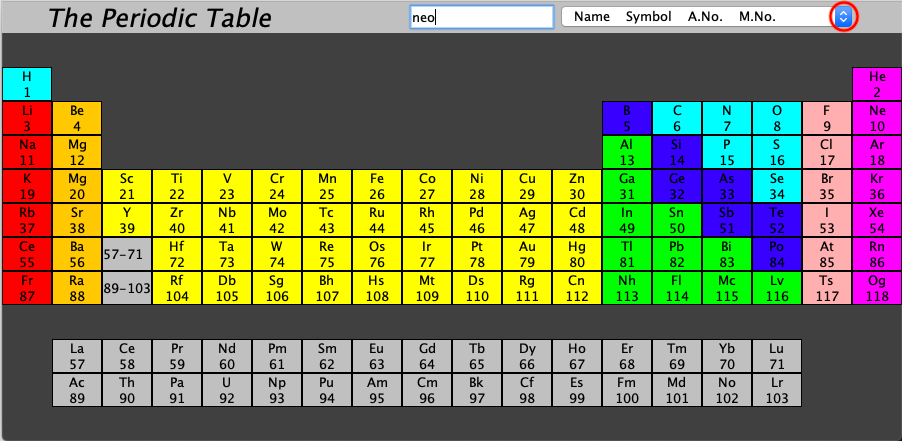 The Periodic Table neo Name Symbol A.No. M.No.
H He
1 2
Li Be B C N O F Ne
3 4 5 6 7 8 9 10
Na Mg Al Si P S Cl Ar
11 12 13 14 15 16 17 18
K Mg Sc Ti V Cr Mn Fe Co Ni Cu Zn Ga Ge As Se Br Kr
19 20 21 22 23 24 25 26 27 28 29 30 31 32 33 34 35 36
Rb Sr Y Zr Nb Mo Tc Ru Rh Pd Ag Cd In Sn Sb Te I Xe
37 38 39 40 41 42 43 44 45 46 47 48 49 50 51 52 53 54
Ce Ba 57-71 Hf Ta W Re Os Ir Pt Au Hg Tl Pb Bi Po At Rn
55 56 72 73 74 75 76 77 78 79 80 81 82 83 84 85 86
Fr Ra 89-103 Rf Db Sg Bh Hs Mt Ds Rg Cn Nh Fl Mc Lv Ts Og
87 88 104 105 106 107 108 109 110 111 112 113 114 115 116 117 118
La Ce Pr Nd Pm Sm Eu Gd Tb Dy Ho Er Tm Yb Lu
57 58 59 60 61 62 63 64 65 66 67 68 69 70 71
Ac Th Pa U Np Pu Am Cm Bk Cf Es Fm Md No Lr
89 90 91 92 93 94 95 96 97 98 99 100 101 102 103